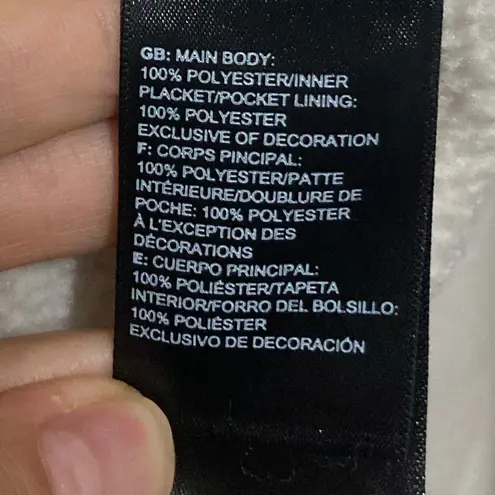 GB: MAIN BODY:
100% POLYESTER/INNER
PLACKET/POCKET LINING:
100% POLYESTER
EXCLUSIVE OF DECORATION
F: CORPS PINCIPAL:
100% POLYESTER/PATTE
INTÉRIEURE/DOUBLURE DE
POCHE: 100% POLYESTER
À L'EXCEPTION DES
DÉCORATIONS
E: CUERPO PRINCIPAL:
100% POLIÉSTER/TAPETA
INTERIOR/FORRO DEL BOLSILLO:
100% POLIÉSTER
EXCLUSIVO DE DECORACIÓN